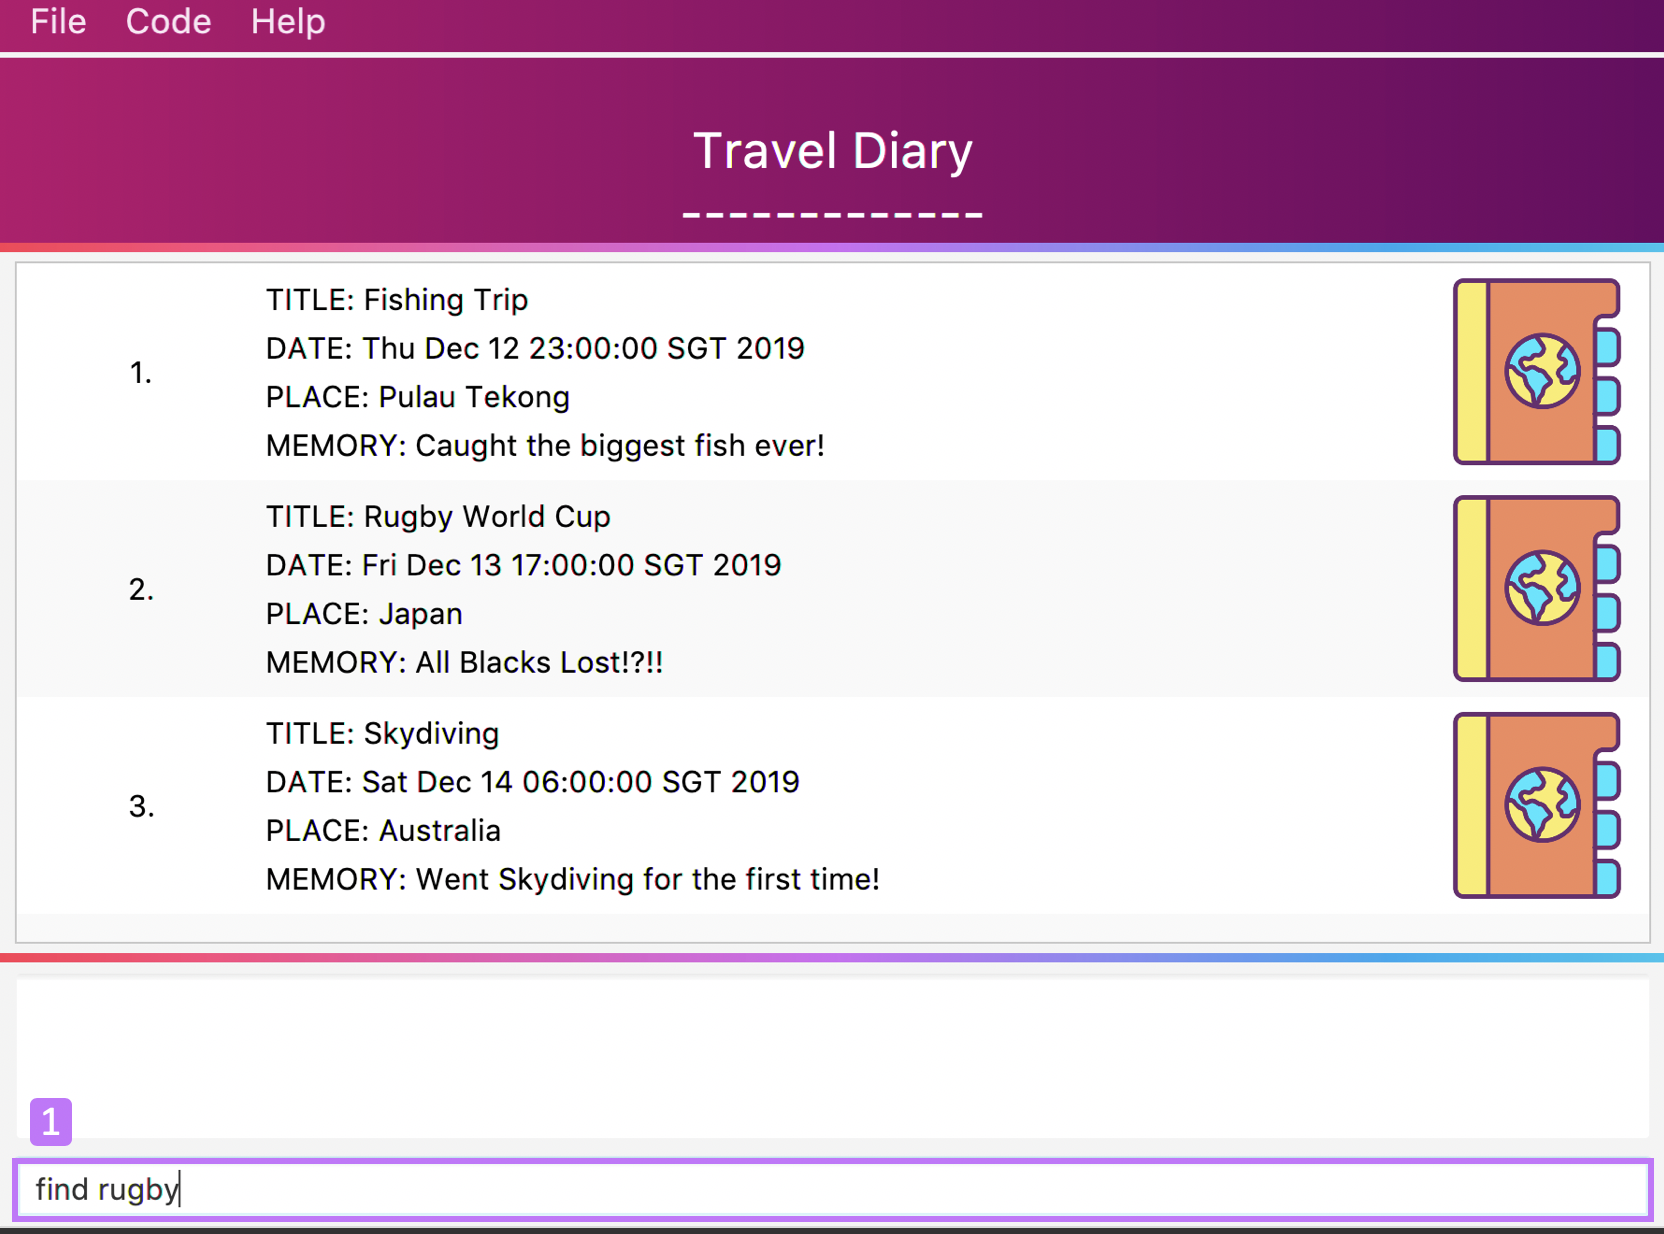 File Code Help
Travel Diary
-------------
TITLE: Fishing Trip
DATE: Thu Dec 12 23:00:00 SGT 2019
1.
PLACE: Pulau Tekong
MEMORY: Caught the biggest fish ever!
TITLE: Rugby World Cup
DATE: Fri Dec 13 17:00:00 SGT 2019
2.
PLACE: Japan
MEMORY: All Blacks Lost!?!!
TITLE: Skydiving
DATE: Sat Dec 14 06:00:00 SGT 2019
3.
PLACE: Australia
MEMORY: Went Skydiving for the first time!
1
find rugby